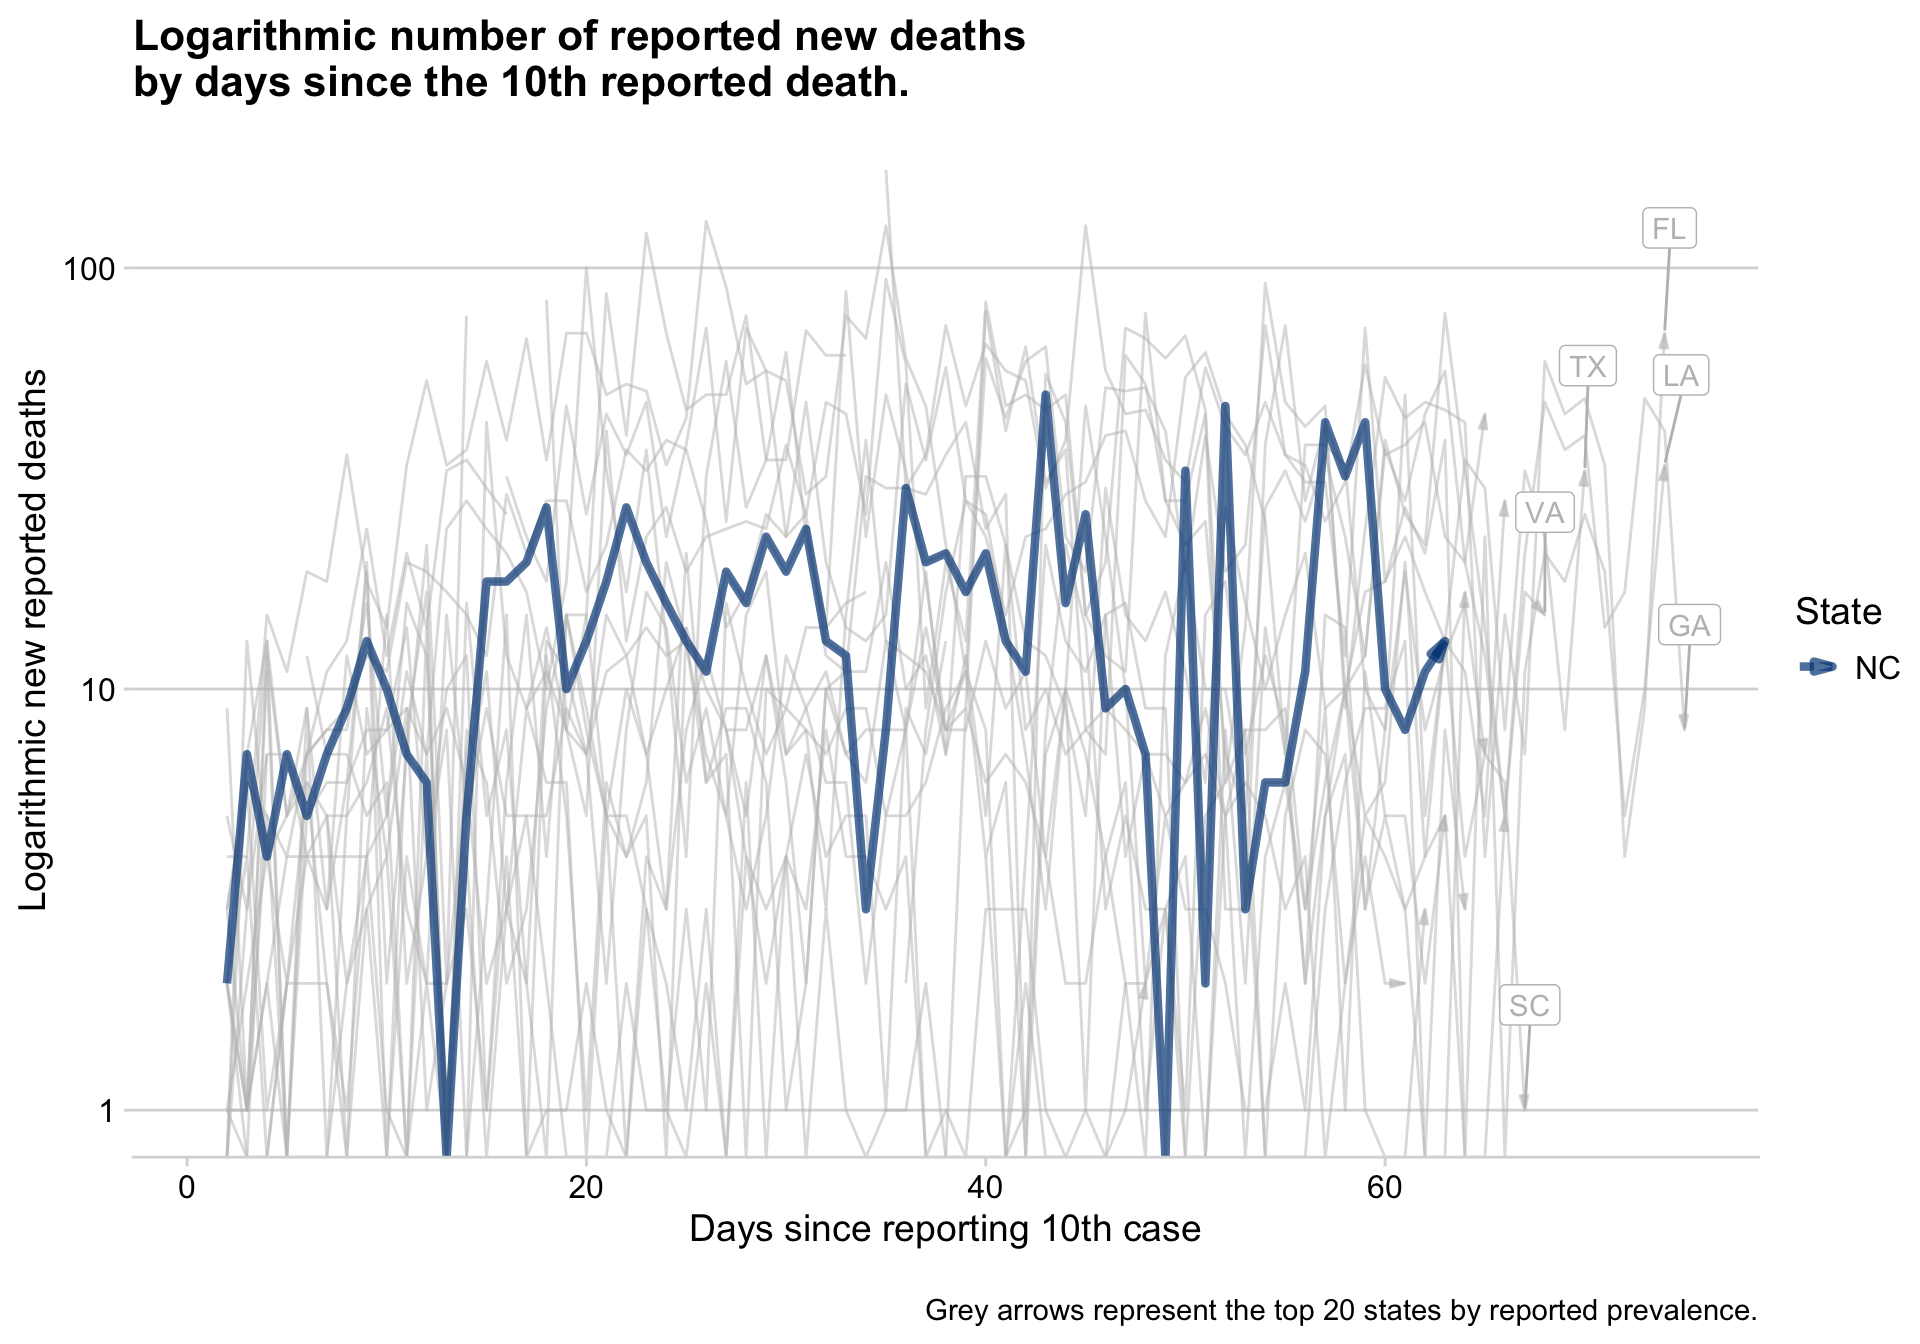 Logarithmic number of reported new deaths
by days since the 10th reported death.
Logarithmic new reported deaths
100
10
1
FL
TX
LA
VA
GA
SC
State
NC
0
20
40
60
Days since reporting 10th case
Grey arrows represent the top 20 states by reported prevalence.